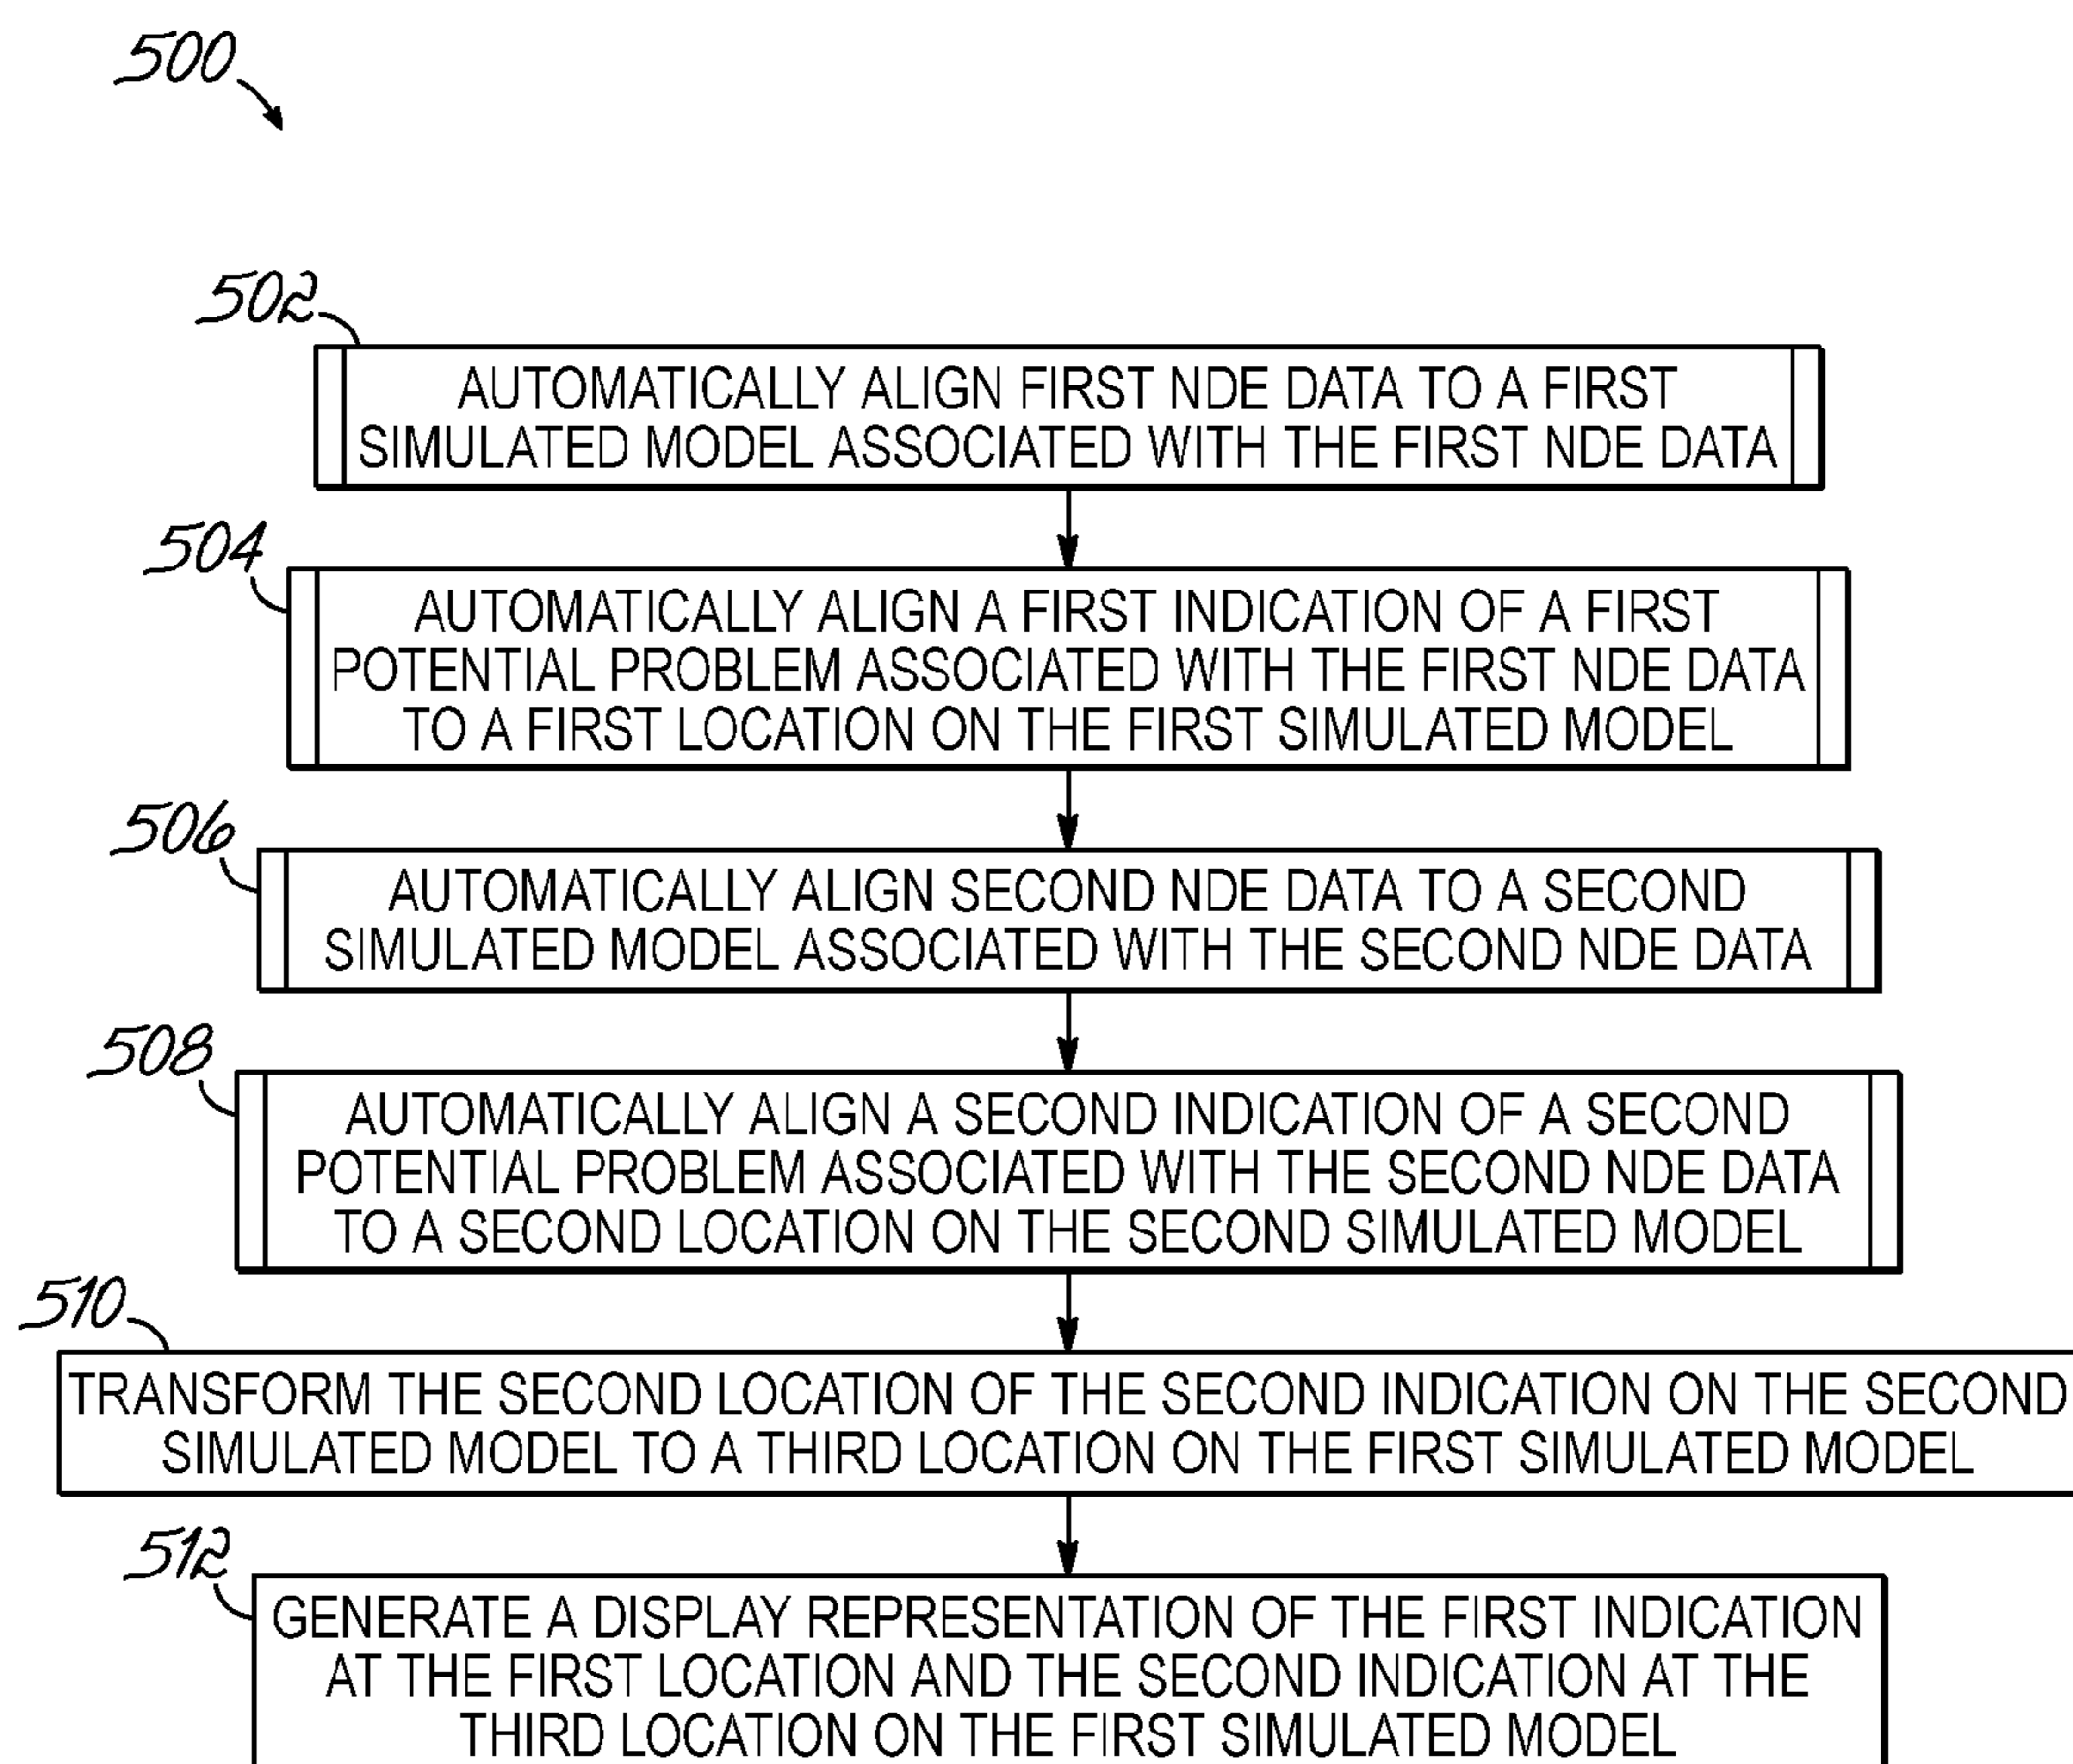 500
502
AUTOMATICALLY ALIGN FIRST NDE DATA TO A FIRST
SIMULATED MODEL ASSOCIATED WITH THE FIRST NDE DATA
504
AUTOMATICALLY ALIGN A FIRST INDICATION OF A FIRST
POTENTIAL PROBLEM ASSOCIATED WITH THE FIRST NDE DATA
TO A FIRST LOCATION ON THE FIRST SIMULATED MODEL
506
AUTOMATICALLY ALIGN SECOND NDE DATA TO A SECOND
SIMULATED MODEL ASSOCIATED WITH THE SECOND NDE DATA
508
AUTOMATICALLY ALIGN A SECOND INDICATION OF A SECOND
POTENTIAL PROBLEM ASSOCIATED WITH THE SECOND NDE DATA
TO A SECOND LOCATION ON THE SECOND SIMULATED MODEL
510
TRANSFORM THE SECOND LOCATION OF THE SECOND INDICATION ON THE SECOND
SIMULATED MODEL TO A THIRD LOCATION ON THE FIRST SIMULATED MODEL
512
GENERATE A DISPLAY REPRESENTATION OF THE FIRST INDICATION
AT THE FIRST LOCATION AND THE SECOND INDICATION AT THE
THIRD LOCATION ON THE FIRST SIMULATED MODEL